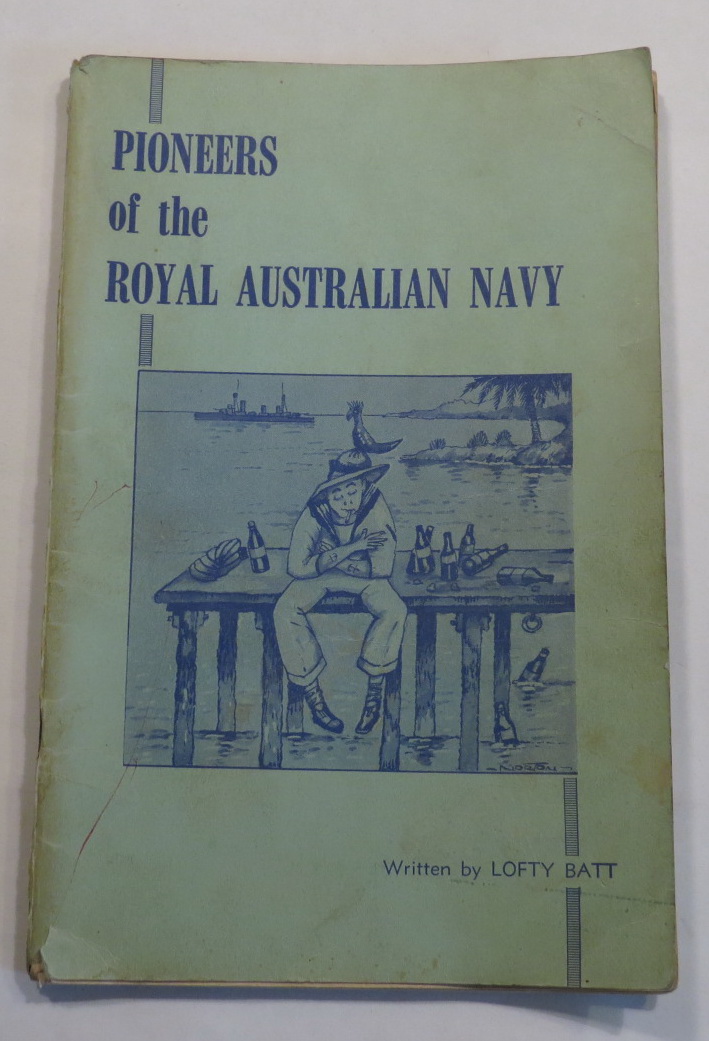 PIONEERS
of the
ROYAL AUSTRALIAN NAVY
Written by LOFTY BATT